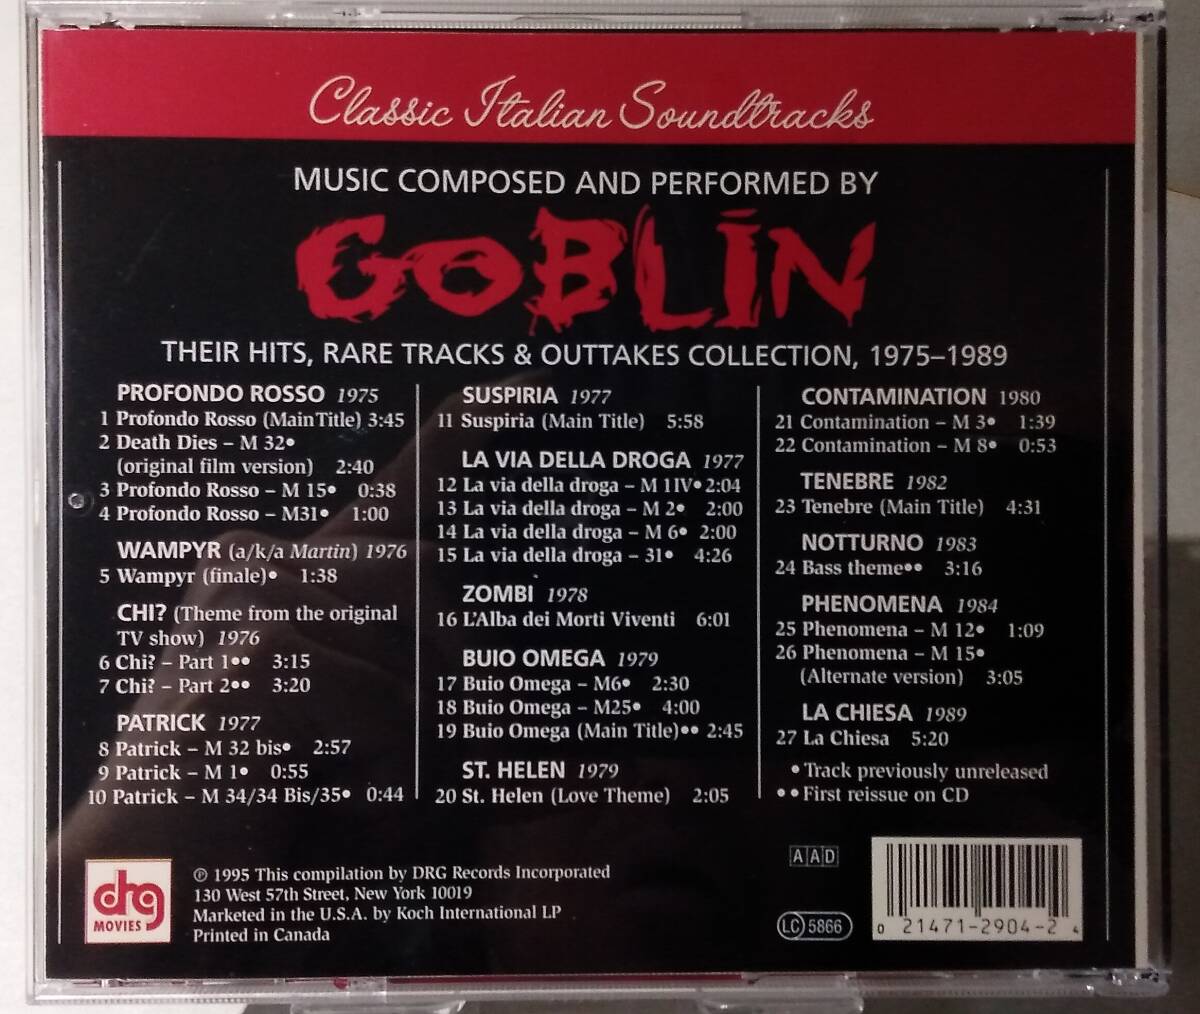 Classic Italian Soundtracks
MUSIC COMPOSED AND PERFORMED BY
GOBLIN
THEIR HITS, RARE TRACKS & OUTTAKES COLLECTION, 1975–1989
PROFONDO ROSSO 1975
1 Profondo Rosso (Main Title) 3:45
2 Death Dies – M 32•
(original film version) 2:40
3 Profondo Rosso – M 15• 0:38
4 Profondo Rosso – M31• 1:00
WAMPYR (a/k/a Martin) 1976
5 Wampyr (finale)• 1:38
CHI? (Theme from the original
TV show) 1976
6 Chi? – Part 1•• 3:15
7 Chi? – Part 2•• 3:20
PATRICK 1977
8 Patrick – M 32 bis• 2:57
9 Patrick – M 1• 0:55
10 Patrick – M 34/34 Bis/35• 0:44
SUSPIRIA 1977
11 Suspiria (Main Title) 5:58
LA VIA DELLA DROGA 1977
12 La via della droga – M 1IV• 2:04
13 La via della droga – M 2• 2:00
14 La via della droga – M 6• 2:00
15 La via della droga – 31• 4:26
ZOMBI 1978
16 L'Alba dei Morti Viventi 6:01
BUIO OMEGA 1979
17 Buio Omega – M6• 2:30
18 Buio Omega – M25• 4:00
19 Buio Omega (Main Title)•• 2:45
ST. HELEN 1979
20 St. Helen (Love Theme) 2:05
CONTAMINATION 1980
21 Contamination – M 3• 1:39
22 Contamination – M 8• 0:53
TENEBRE 1982
23 Tenebre (Main Title) 4:31
NOTTURNO 1983
24 Bass theme•• 3:16
PHENOMENA 1984
25 Phenomena – M 12• 1:09
26 Phenomena – M 15•
(Alternate version) 3:05
LA CHIESA 1989
27 La Chiesa 5:20
• Track previously unreleased
•• First reissue on CD
drg
MOVIES
℗ 1995 This compilation by DRG Records Incorporated
130 West 57th Street, New York 10019
Marketed in the U.S.A. by Koch International LP
Printed in Canada
AAD
LC 5866
0 21471-2904-2 4